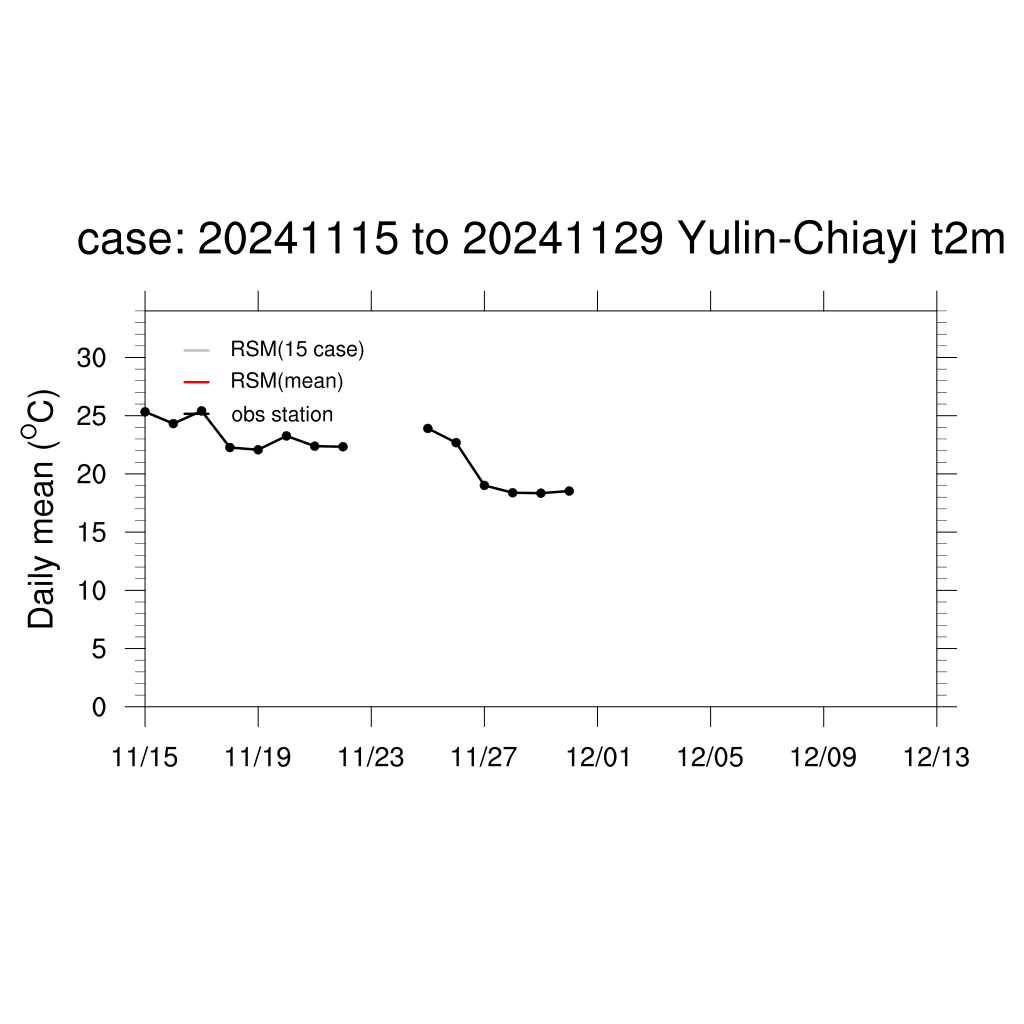 case: 20241115 to 20241129 Yulin-Chiayi t2m
RSM(15 case)
RSM(mean)
obs station
Daily mean (°C)
30
25
20
15
10
5
0
11/15 11/19 11/23 11/27 12/01 12/05 12/09 12/13